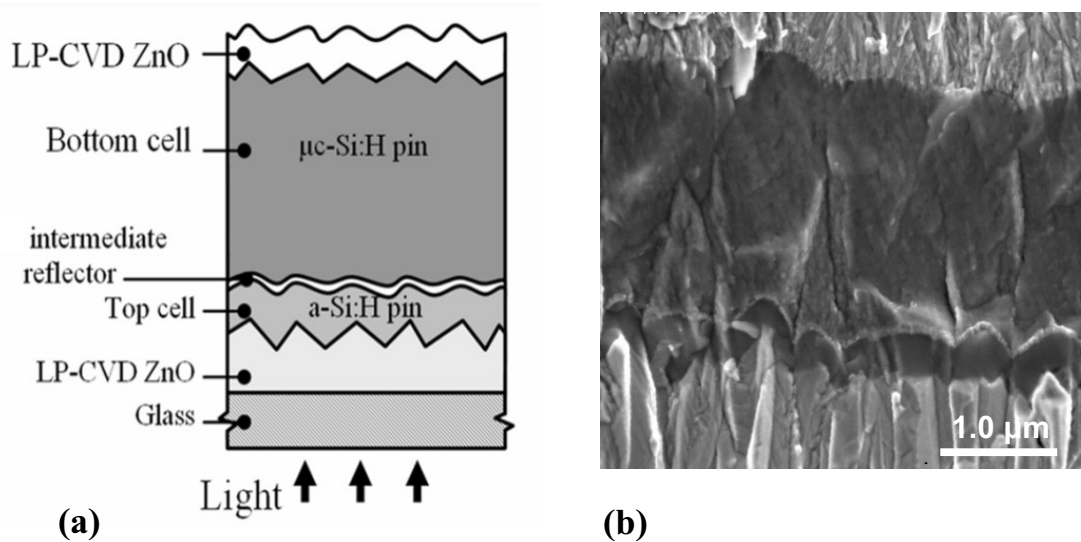 LP-CVD ZnO
Bottom cell
μc-Si:H pin
intermediate
reflector
Top cell
a-Si:H pin
LP-CVD ZnO
Glass
Light
(a)
1.0 μm
(b)